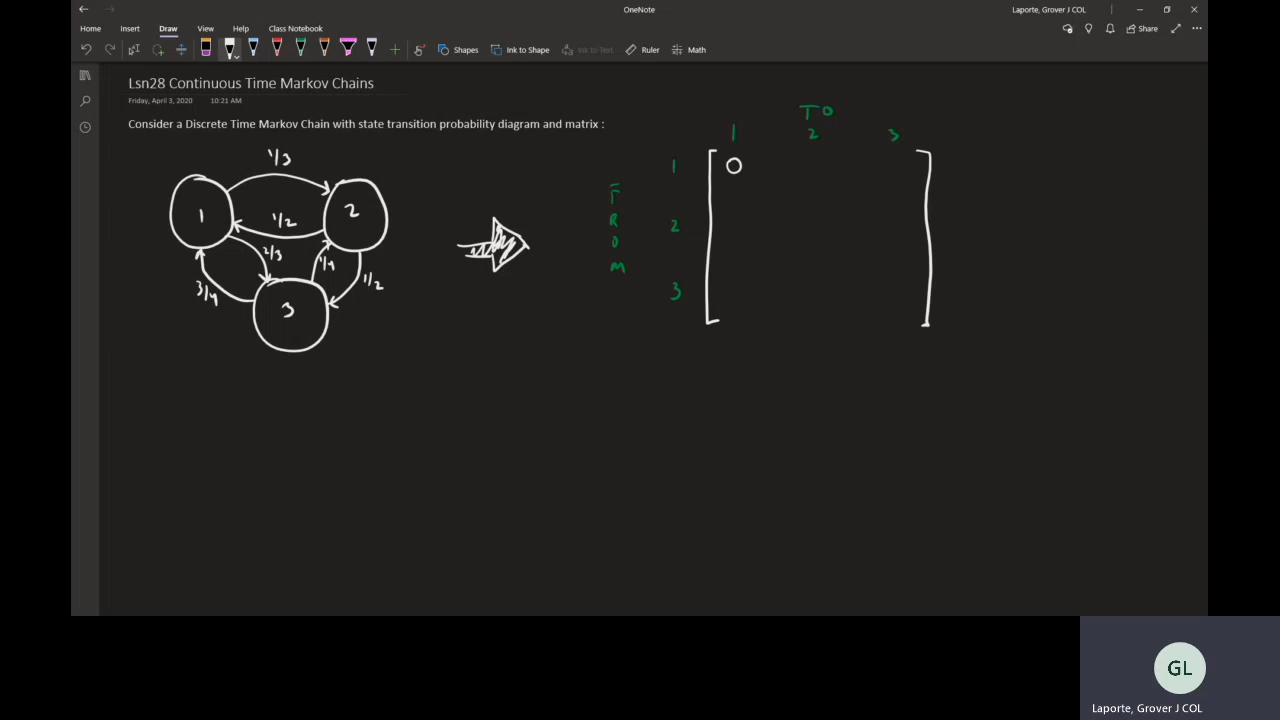 OneNote
Laporte, Grover J COL
Home Insert Draw View Help Class Notebook
Share
Shapes Ink to Shape Ink to Text Ruler Math
Lsn28 Continuous Time Markov Chains
Friday, April 3, 2020 10:21 AM
Consider a Discrete Time Markov Chain with state transition probability diagram and matrix :
1/3
1
2
1/2
2/3
1/4
1/2
3/4
3
TO
1 2 3
FROM
1
2
3
0
GL
Laporte, Grover J COL